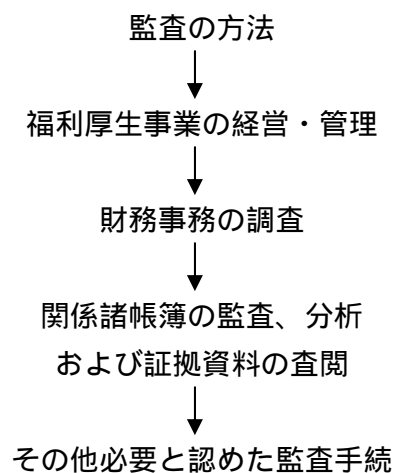 監査の方法
福利厚生事業の経営・管理
財務事務の調査
関係諸帳簿の監査、分析
および証拠資料の査閲
その他必要と認めた監査手続